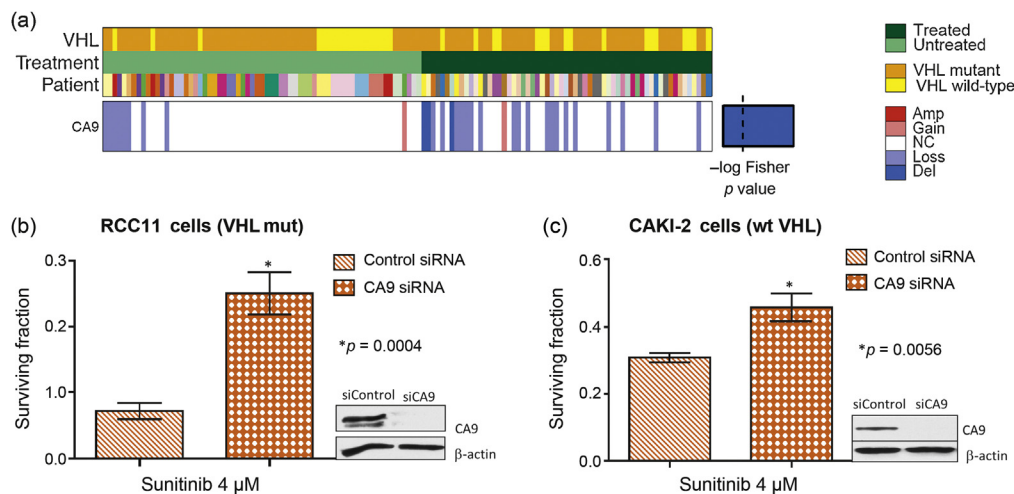 (a)
VHL
Treatment
Patient
CA9
–log Fisher
p value
Treated
Untreated
VHL mutant
VHL wild-type
Amp
Gain
NC
Loss
Del
(b)
RCC11 cells (VHL mut)
Surviving fraction
0.3
0.2
1.0
0.0
*
Control siRNA
CA9 siRNA
*p = 0.0004
siControl siCA9
CA9
β-actin
Sunitinib 4 μM
(c)
CAKI-2 cells (wt VHL)
Surviving fraction
0.6
0.4
0.2
0.0
*
Control siRNA
CA9 siRNA
*p = 0.0056
siControl siCA9
CA9
β-actin
Sunitinib 4 μM